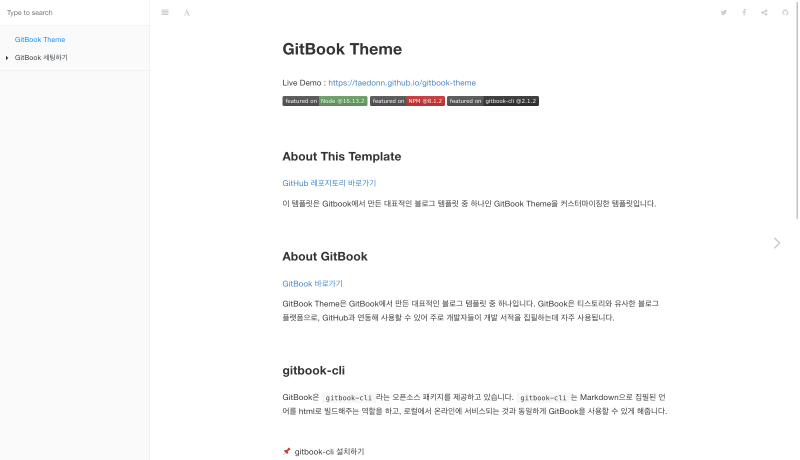 Type to search
A
GitBook Theme
GitBook 세팅하기
GitBook Theme
Live Demo : https://taedonn.github.io/gitbook-theme
featured on Node @16.13.2 featured on NPM @8.1.2 featured on gitbook-cli @2.1.2
About This Template
GitHub 레포지토리 바로가기
이 템플릿은 Gitbook에서 만든 대표적인 블로그 템플릿 중 하나인 GitBook Theme을 커스터마이징한 템플릿입니다.
About GitBook
GitBook 바로가기
GitBook Theme은 GitBook에서 만든 대표적인 블로그 템플릿 중 하나입니다. GitBook은 티스토리와 유사한 블로그
플랫폼으로, GitHub과 연동해 사용할 수 있어 주로 개발자들이 개발 서적을 집필하는데 자주 사용됩니다.
gitbook-cli
GitBook은 gitbook-cli 라는 오픈소스 패키지를 제공하고 있습니다. gitbook-cli 는 Markdown으로 집필된 언
어를 html로 빌드해주는 역할을 하고, 로컬에서 온라인에 서비스되는 것과 동일하게 GitBook을 사용할 수 있게 해줍니다.
📌 gitbook-cli 설치하기